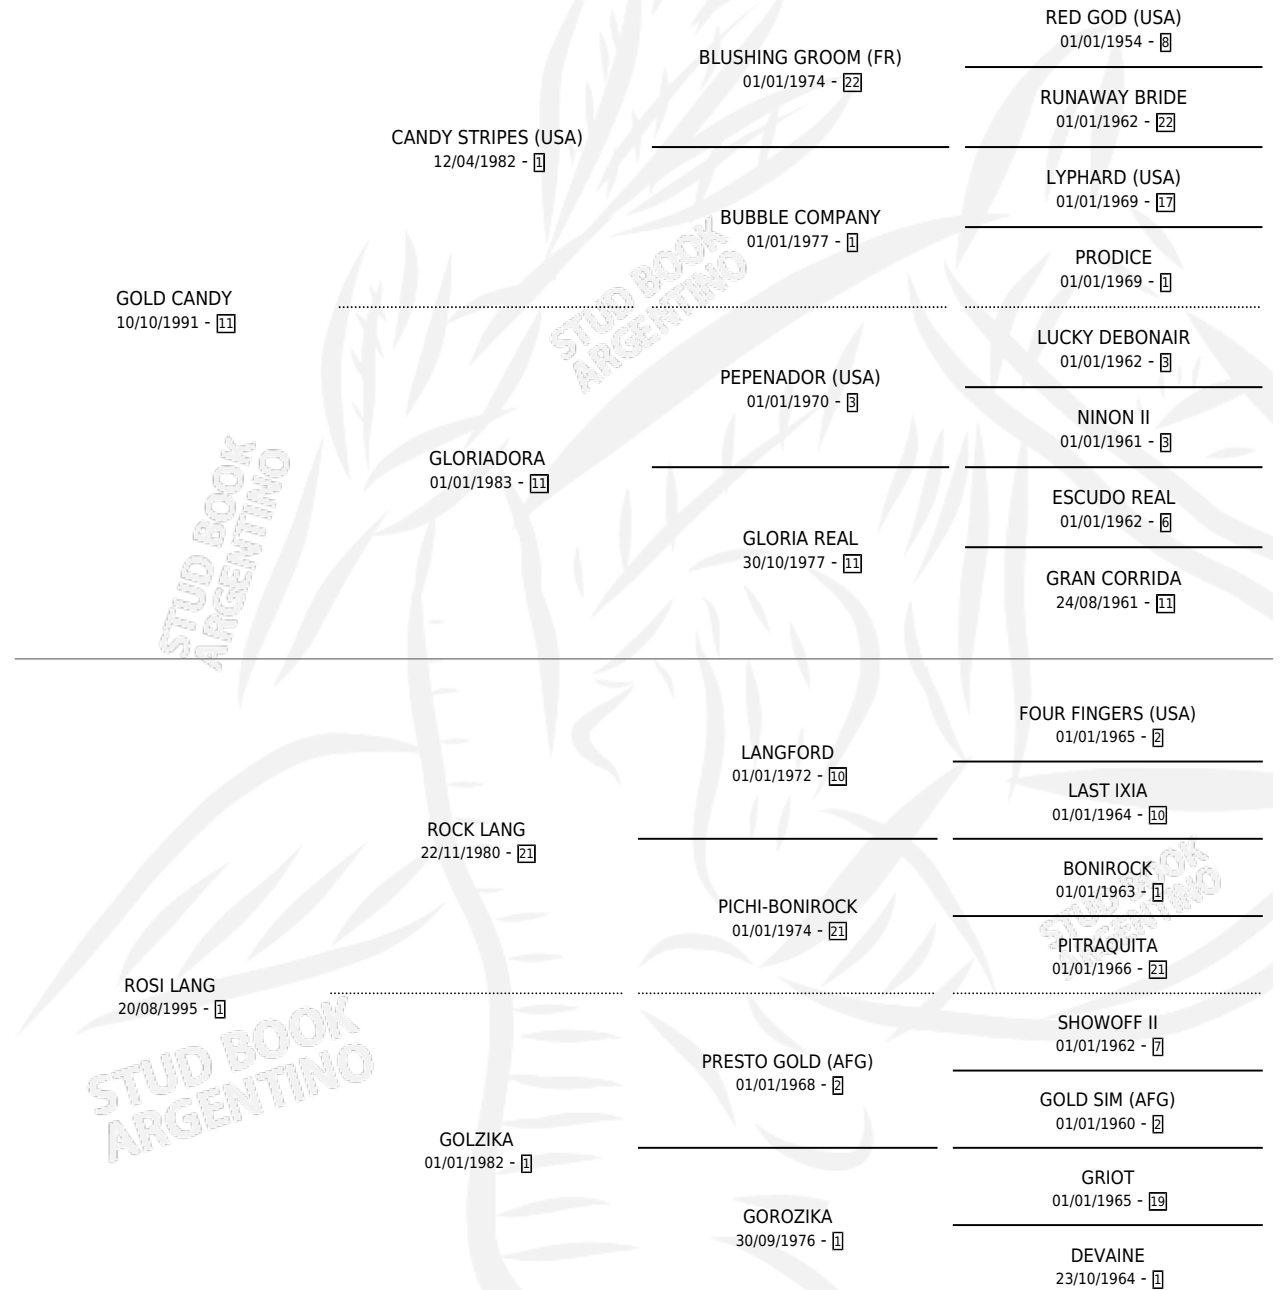 RED GOD (USA)
01/01/1954 - 8
BLUSHING GROOM (FR)
01/01/1974 - 22
RUNAWAY BRIDE
01/01/1962 - 22
CANDY STRIPES (USA)
12/04/1982 - 1
LYPHARD (USA)
01/01/1969 - 17
BUBBLE COMPANY
01/01/1977 - 1
PRODICE
01/01/1969 - 1
GOLD CANDY
10/10/1991 - 11
STUD BOOK
ARGENTINO
LUCKY DEBONAIR
01/01/1962 - 3
PEPENADOR (USA)
01/01/1970 - 3
NINON II
01/01/1961 - 3
GLORIADORA
01/01/1983 - 11
ESCUDO REAL
01/01/1962 - 6
GLORIA REAL
30/10/1977 - 11
GRAN CORRIDA
24/08/1961 - 11
STUD BOOK
ARGENTINO
FOUR FINGERS (USA)
01/01/1965 - 2
LANGFORD
01/01/1972 - 10
LAST IXIA
01/01/1964 - 10
ROCK LANG
22/11/1980 - 21
BONIROCK
01/01/1963 - 1
PICHI-BONIROCK
01/01/1974 - 21
PITRAQUITA
01/01/1966 - 21
STUD BOOK
ARGENTINO
ROSI LANG
20/08/1995 - 1
SHOWOFF II
01/01/1962 - 7
PRESTO GOLD (AFG)
01/01/1968 - 2
GOLD SIM (AFG)
01/01/1960 - 2
STUD BOOK
ARGENTINO
GOLZIKA
01/01/1982 - 1
GRIOT
01/01/1965 - 19
GOROZIKA
30/09/1976 - 1
DEVAINE
23/10/1964 - 1